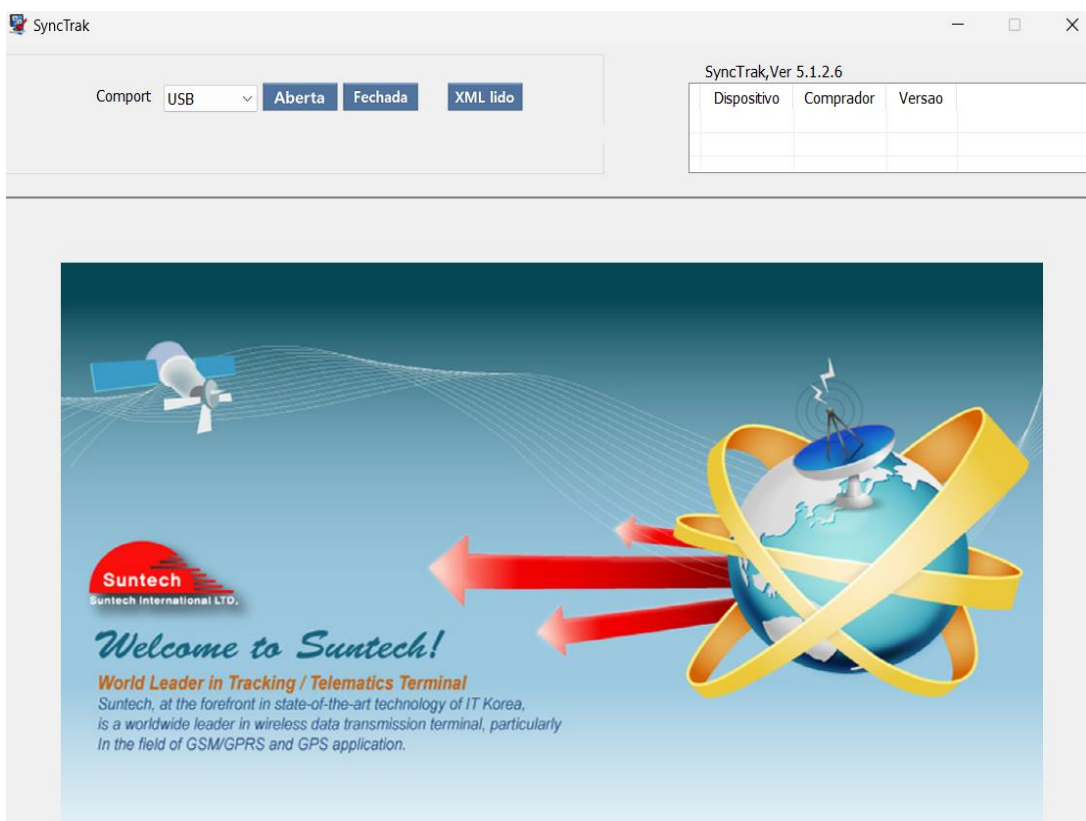 SyncTrak
Comport USB Aberta Fechada XML lido
SyncTrak,Ver 5.1.2.6
Dispositivo Comprador Versao
Suntech
Suntech International LTD.
Welcome to Suntech!
World Leader in Tracking / Telematics Terminal
Suntech, at the forefront in state-of-the-art technology of IT Korea,
is a worldwide leader in wireless data transmission terminal, particularly
In the field of GSM/GPRS and GPS application.